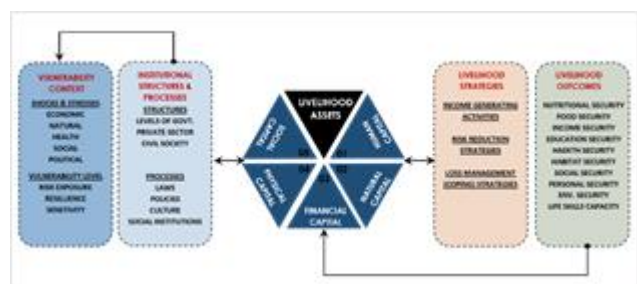 VULNERABILITY
CONTEXT
SHOCKS & STRESSES
ECONOMIC
NATURAL
HEALTH
SOCIAL
POLITICAL
VULNERABILITY LEVEL
RISK EXPOSURE
RESILIENCE
SENSITIVITY
INSTITUTIONAL
STRUCTURES &
PROCESSES
STRUCTURES
LEVELS OF GOVT.
PRIVATE SECTOR
CIVIL SOCIETY
PROCESSES
LAWS
POLICIES
CULTURE
SOCIAL INSTITUTIONS
LIVELIHOOD
ASSETS
HUMAN
CAPITAL
NATURAL
CAPITAL
FINANCIAL
CAPITAL
PHYSICAL
CAPITAL
SOCIAL
CAPITAL
LIVELIHOOD
STRATEGIES
INCOME GENERATING
ACTIVITIES
RISK REDUCTION
STRATEGIES
LOSS MANAGEMENT
STRATEGIES
LIVELIHOOD
OUTCOMES
NUTRITIONAL SECURITY
FOOD SECURITY
INCOME SECURITY
EDUCATION SECURITY
HEALTH SECURITY
HABITAT SECURITY
SOCIAL SECURITY
PERSONAL SECURITY
ENV. SECURITY
LIFE SKILLS CAPACITY